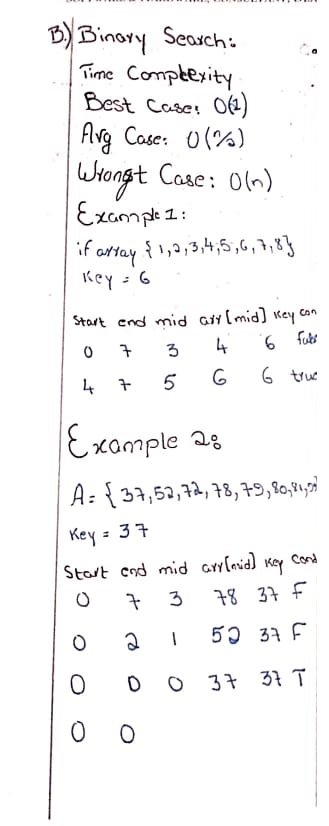 B.) Binary Search:
Time Complexity
Best Case: O(1)
Avg Case: O(n/2)
Wrongt Case: O(n)
Example 1:
if array {1,2,3,4,5,6,7,8}
Key = 6
Start end mid arr[mid] Key con
0 7 3 4 6 fals
4 7 5 6 6 true
Example 2:
A = {37,52,72,78,79,80,81,
Key = 37
Start end mid arr[mid] Key Cond
0 7 3 78 37 F
0 2 1 52 37 F
0 0 0 37 37 T
0 0